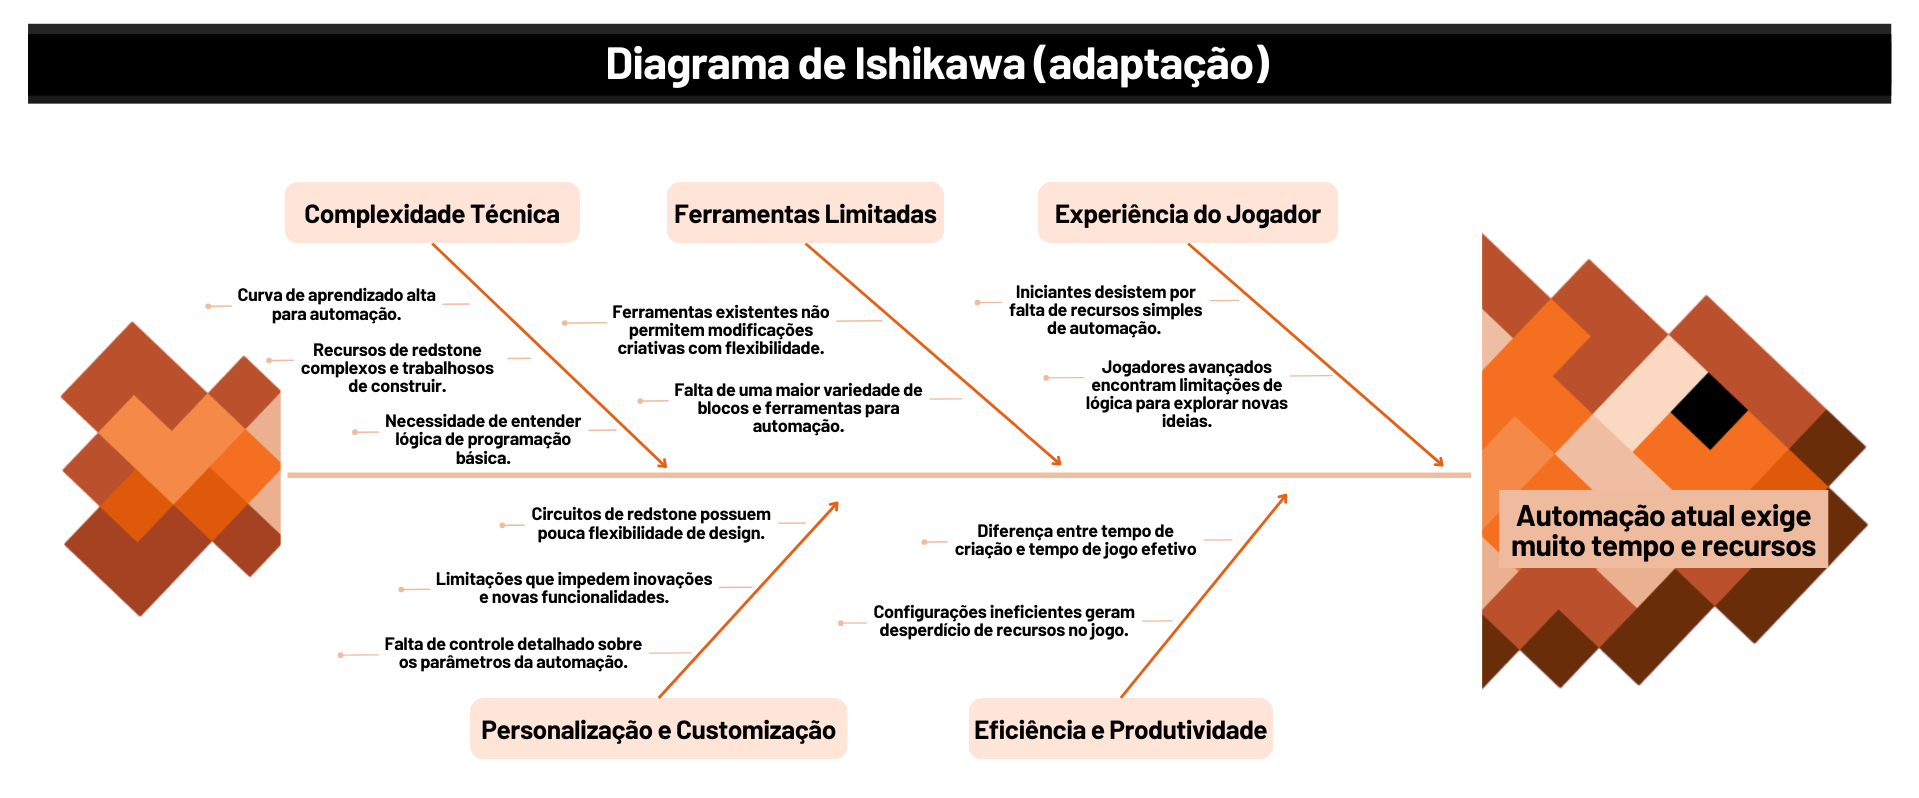 Diagrama de Ishikawa (adaptação)
Complexidade Técnica
Curva de aprendizado alta
para automação.
Recursos de redstone
complexos e trabalhosos
de construir.
Necessidade de entender
lógica de programação
básica.
Ferramentas Limitadas
Ferramentas existentes não
permitem modificações
criativas com flexibilidade.
Falta de uma maior variedade de
blocos e ferramentas para
automação.
Experiência do Jogador
Iniciantes desistem por
falta de recursos simples
de automação.
Jogadores avançados
encontram limitações de
lógica para explorar novas
ideias.
Circuitos de redstone possuem
pouca flexibilidade de design.
Limitações que impedem inovações
e novas funcionalidades.
Falta de controle detalhado sobre
os parâmetros da automação.
Personalização e Customização
Diferença entre tempo de
criação e tempo de jogo efetivo
Configurações ineficientes geram
desperdício de recursos no jogo.
Eficiência e Produtividade
Automação atual exige
muito tempo e recursos